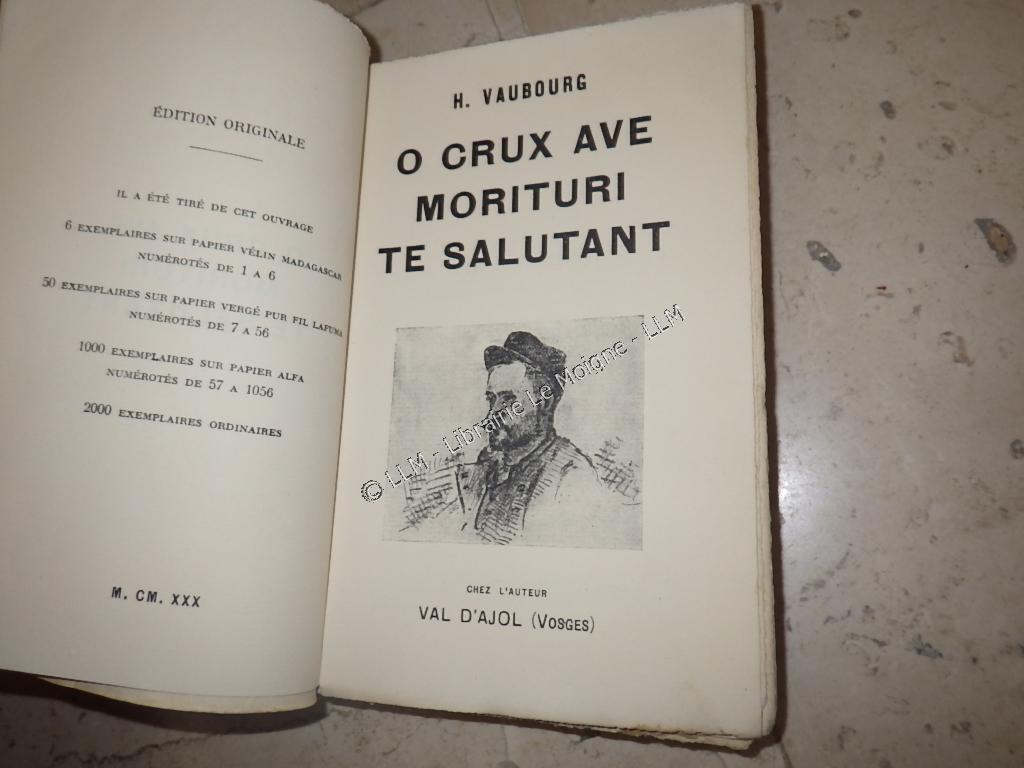 ÉDITION ORIGINALE
IL A ÉTÉ TIRÉ DE CET OUVRAGE
6 EXEMPLAIRES SUR PAPIER VÉLIN MADAGASCAR
NUMÉROTÉS DE 1 A 6
50 EXEMPLAIRES SUR PAPIER VERGÉ PUR FIL LAFUMA
NUMÉROTÉS DE 7 A 56
1000 EXEMPLAIRES SUR PAPIER ALFA
NUMÉROTÉS DE 57 A 1056
2000 EXEMPLAIRES ORDINAIRES
M. CM. XXX
H. VAUBOURG
O CRUX AVE
MORITURI
TE SALUTANT
© LLM - Librairie Le Moigne - LLM
CHEZ L'AUTEUR
VAL D'AJOL (VOSGES)